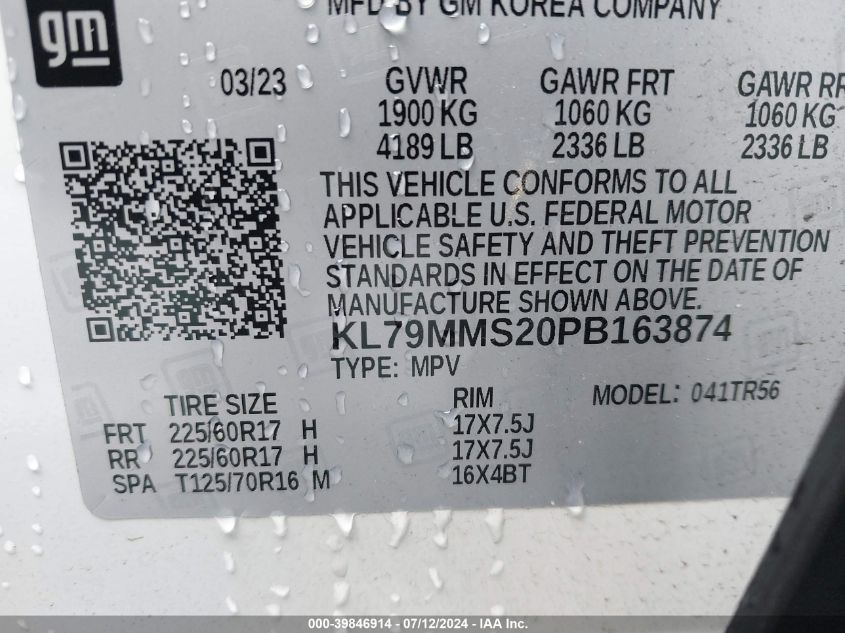 MFD BY GM KOREA COMPANY
gm
03/23 GVWR GAWR FRT GAWR RR
1900 KG 1060 KG 1060 KG
4189 LB 2336 LB 2336 LB
THIS VEHICLE CONFORMS TO ALL
APPLICABLE U.S. FEDERAL MOTOR
VEHICLE SAFETY AND THEFT PREVENTION
STANDARDS IN EFFECT ON THE DATE OF
MANUFACTURE SHOWN ABOVE.
KL79MMS20PB163874
TYPE: MPV
TIRE SIZE RIM MODEL: 041TR56
FRT 225/60R17 H 17X7.5J
RR 225/60R17 H 17X7.5J
SPA T125/70R16 M 16X4BT
000-39846914 - 07/12/2024 - IAA Inc.